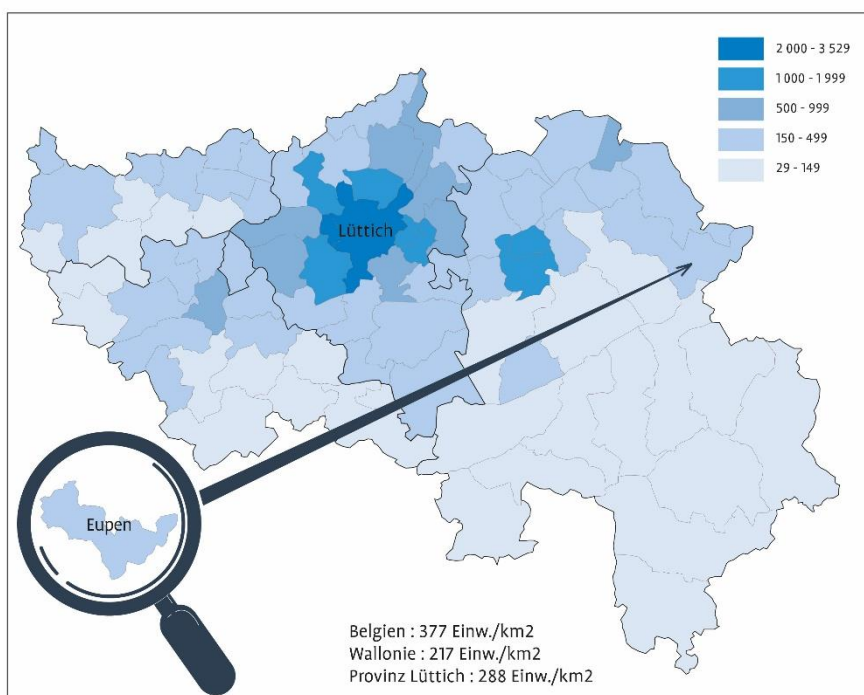 2 000 - 3 529
1 000 - 1 999
500 - 999
150 - 499
29 - 149
Lüttich
Eupen
Belgien : 377 Einw./km2
Wallonie : 217 Einw./km2
Provinz Lüttich : 288 Einw./km2